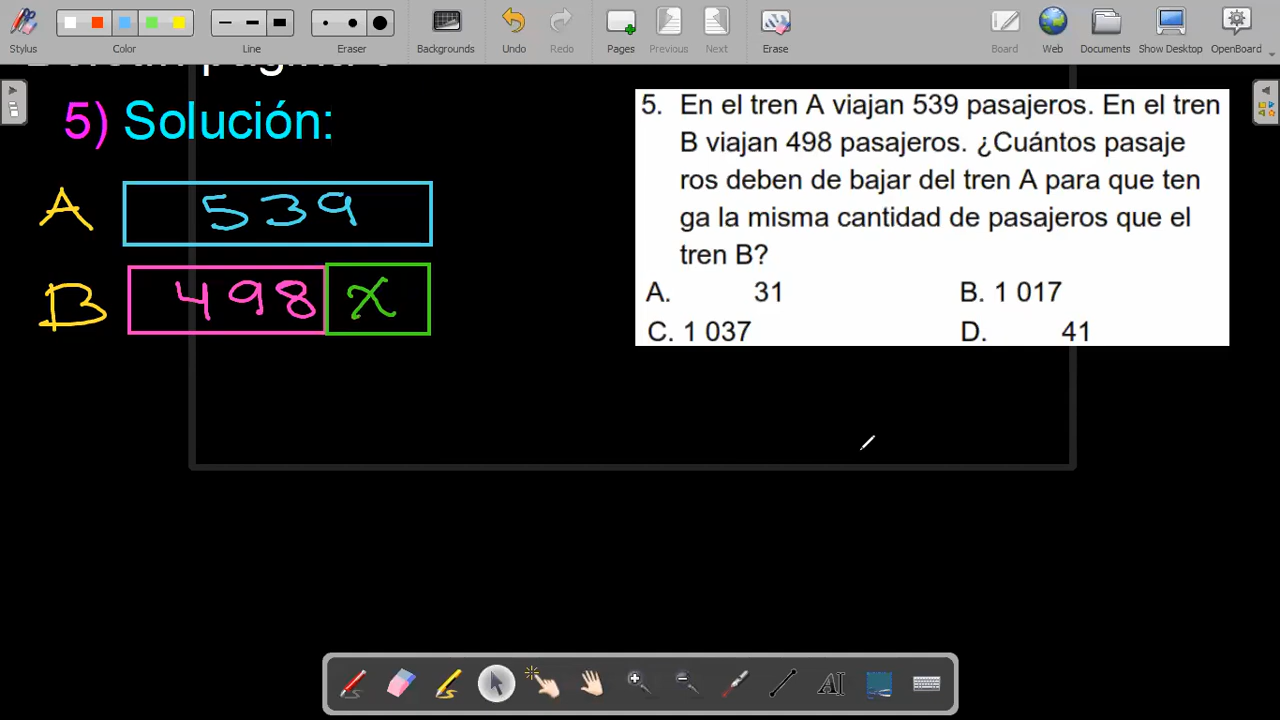 Stylus Color Line Eraser Backgrounds Undo Redo Pages Previous Next Erase Board Web Documents Show Desktop OpenBoard
5) Solución:
A 539
B 498 x
5. En el tren A viajan 539 pasajeros. En el tren
B viajan 498 pasajeros. ¿Cuántos pasaje
ros deben de bajar del tren A para que ten
ga la misma cantidad de pasajeros que el
tren B?
A. 31 B. 1 017
C. 1 037 D. 41
AI